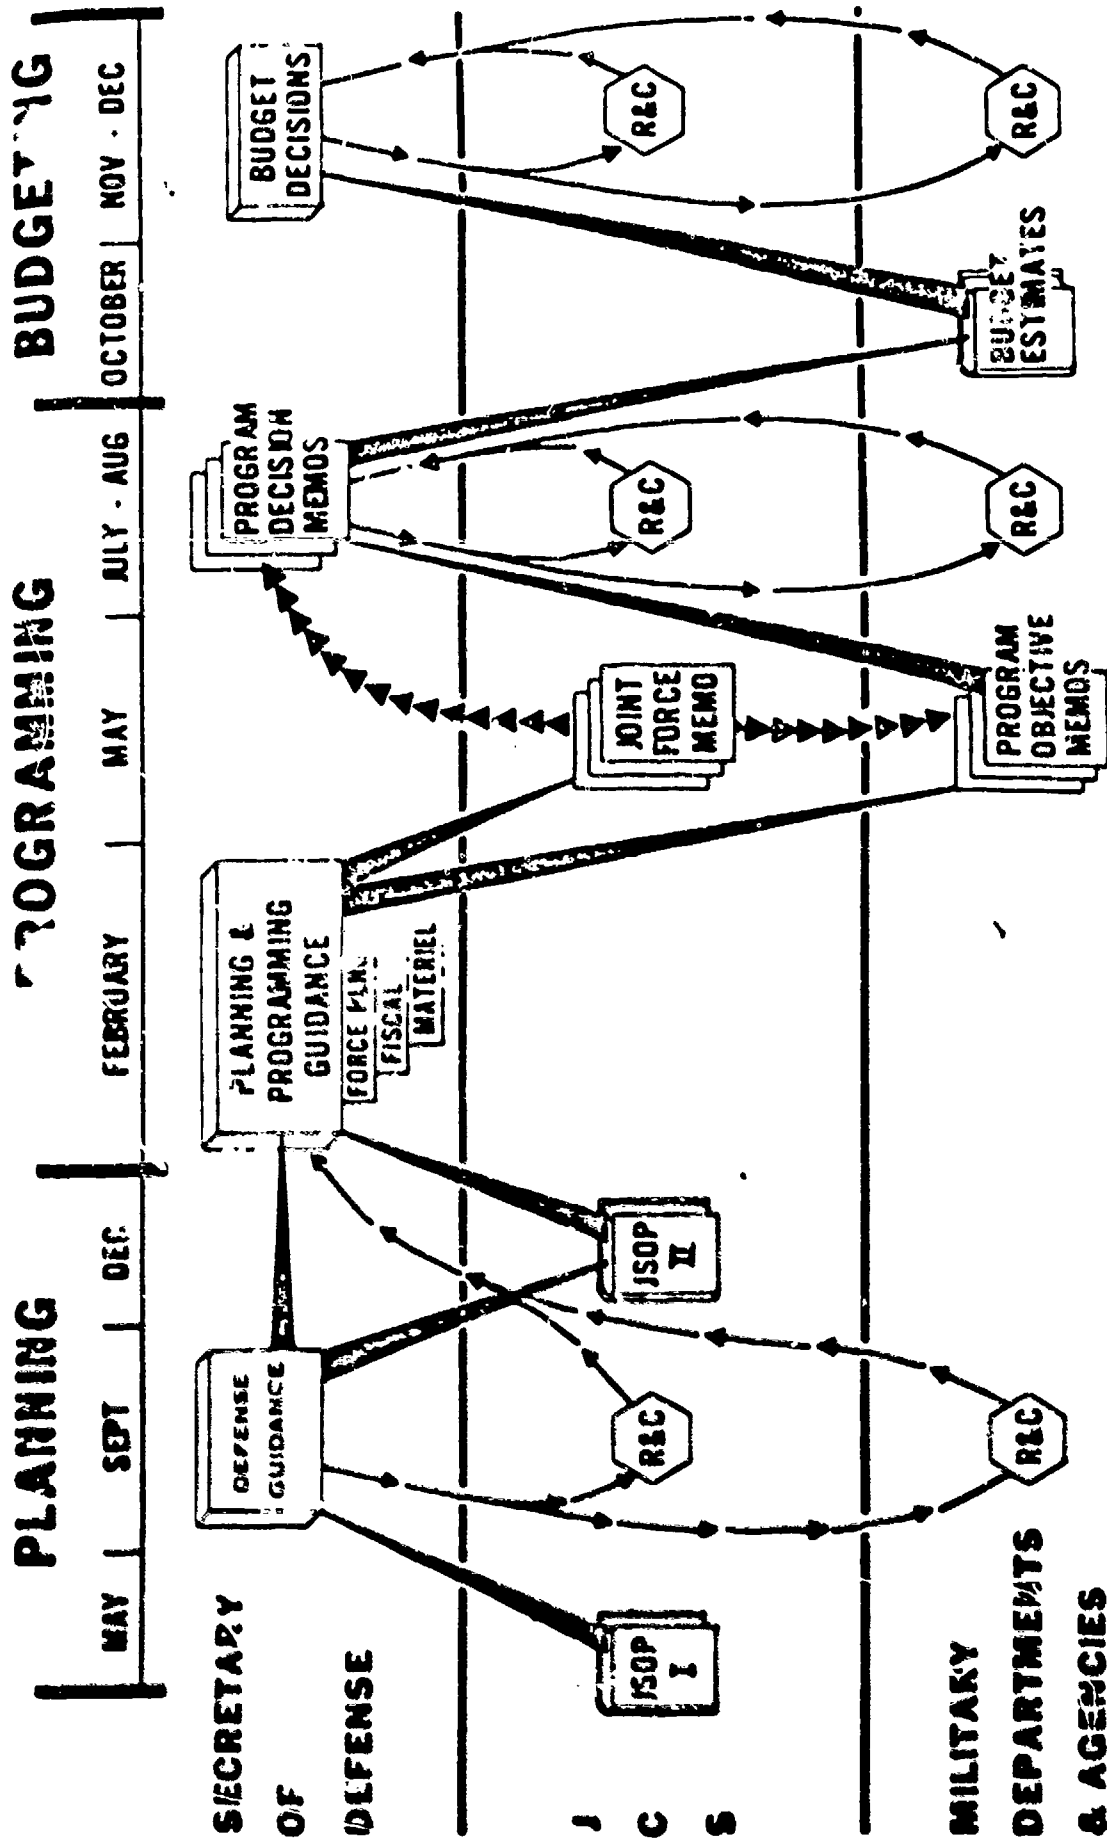 PLANNING
PROGRAMING
BUDGETING
MAY
SEPT
DEC.
FEBRUARY
MAY
JULY - AUG
OCTOBER
NOV - DEC
SECRETARY
OF
DEFENSE
DEFENSE
GUIDANCE
PLANNING &
PROGRAMMING
GUIDANCE
FORCE PLNG
FISCAL
MATERIEL
PROGRAM
DECISION
MEMOS
BUDGET
DECISIONS
J
C
S
JSOP
I
R&C
JSOP
II
JOINT
FORCE
MEMO
R&C
R&C
MILITARY
DEPARTMENTS
& AGENCIES
R&C
PROGRAM
OBJECTIVE
MEMOS
R&C
BUDGET
ESTIMATES
R&C